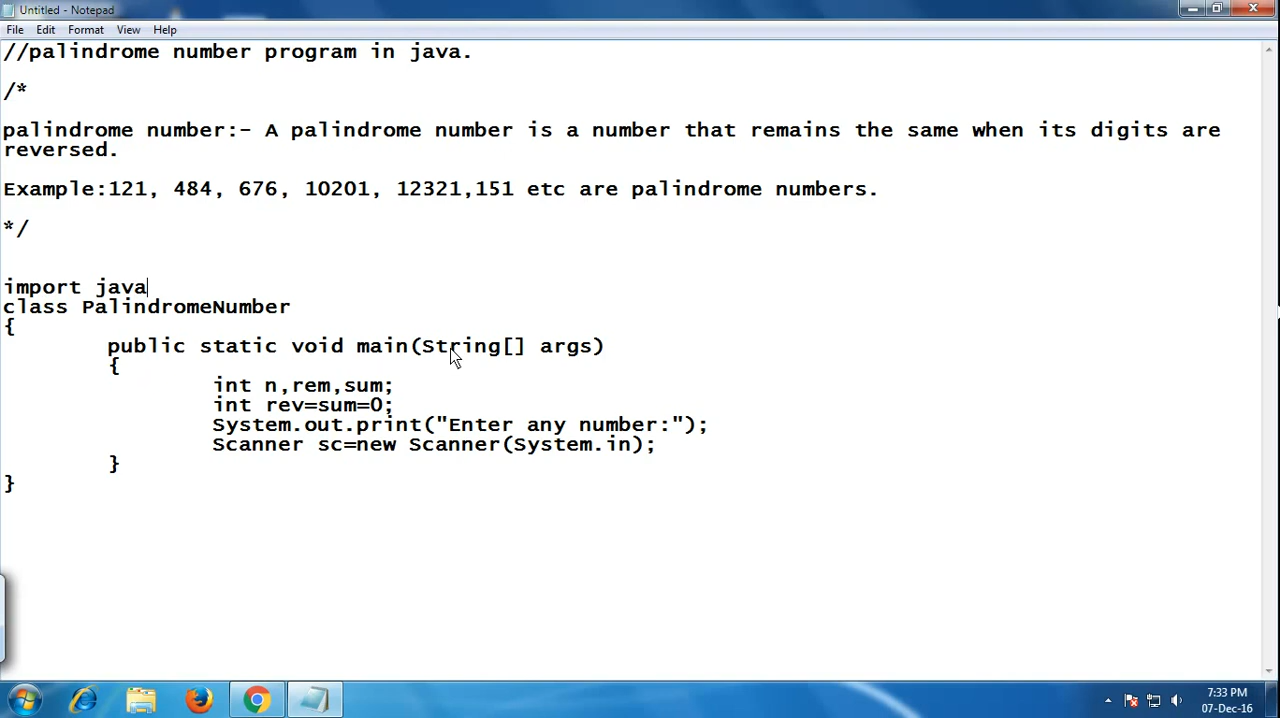 Untitled - Notepad
File Edit Format View Help
//palindrome number program in java.
/*
palindrome number:- A palindrome number is a number that remains the same when its digits are
reversed.
Example:121, 484, 676, 10201, 12321,151 etc are palindrome numbers.
*/
import java
class PalindromeNumber
{
public static void main(String[] args)
{
int n,rem,sum;
int rev=sum=0;
System.out.print("Enter any number:");
Scanner sc=new Scanner(System.in);
}
}
7:33 PM
07-Dec-16